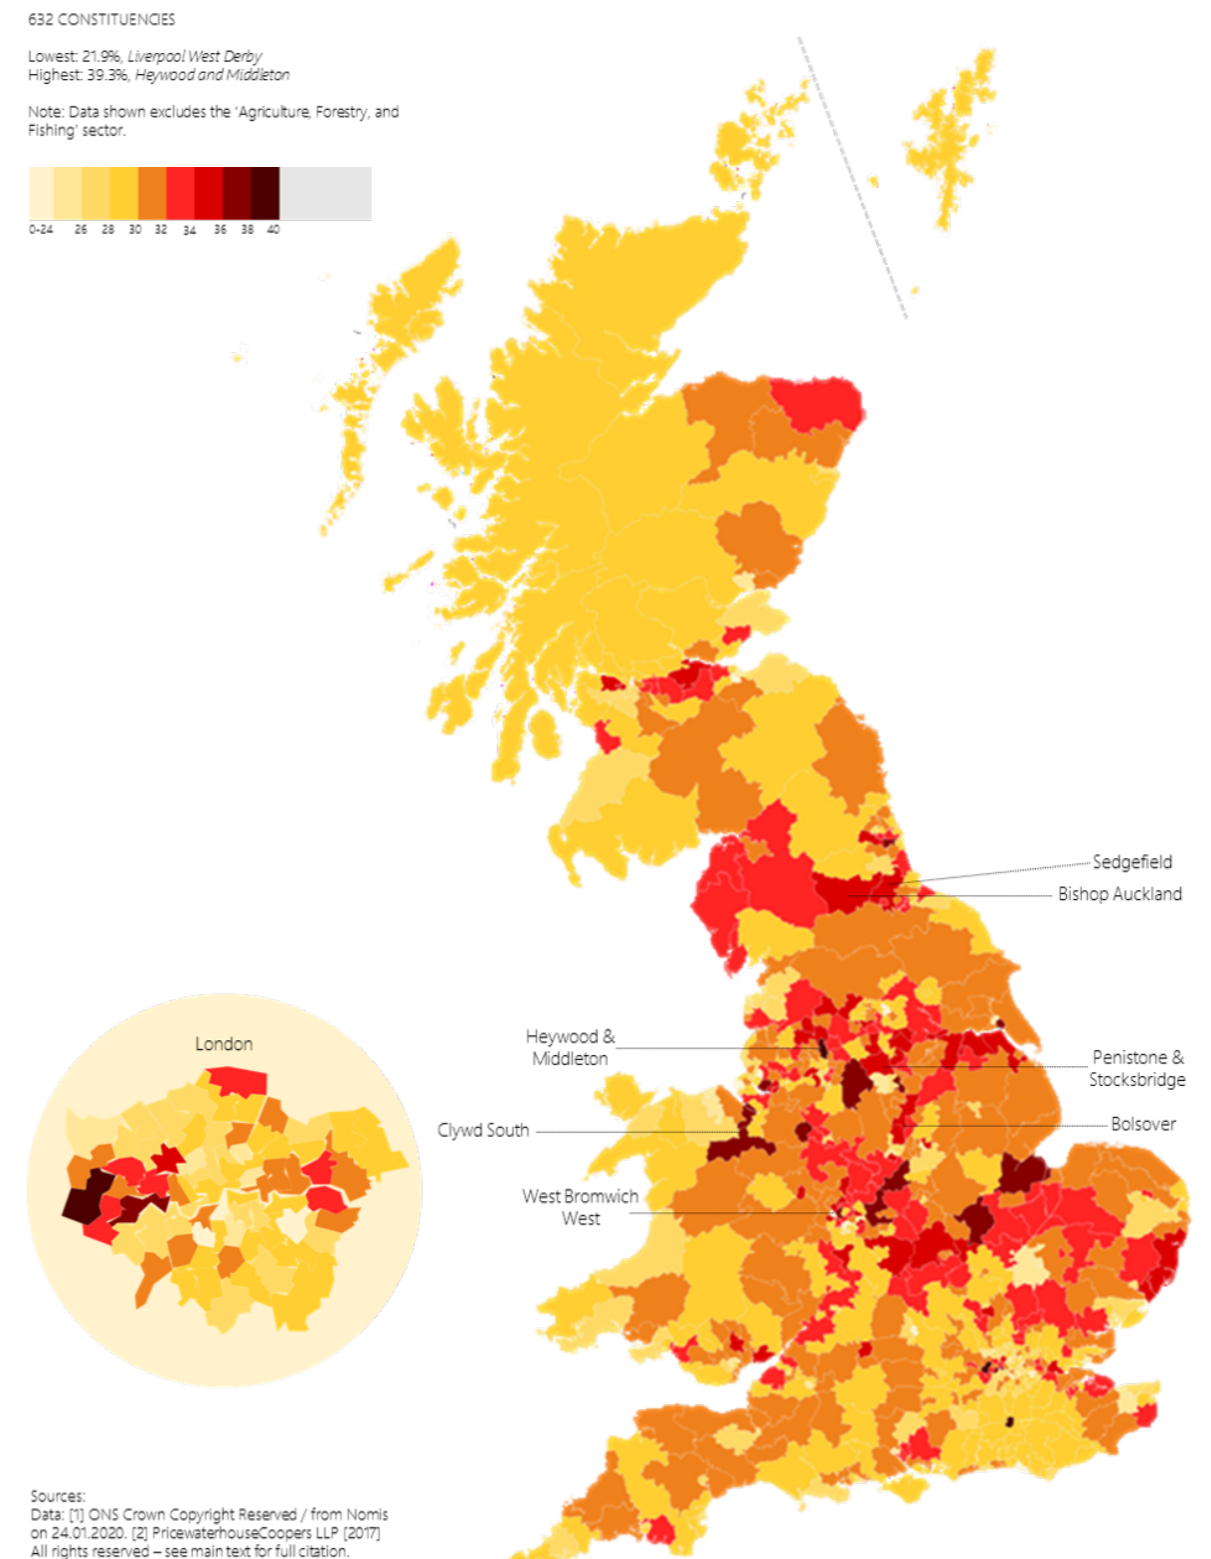 632 CONSTITUENCIES
Lowest: 21.9%, Liverpool West Derby
Highest: 39.3%, Heywood and Middleton
Note: Data shown excludes the 'Agriculture, Forestry, and
Fishing' sector.
0-24 26 28 30 32 34 36 38 40
Sedgefield
Bishop Auckland
London
Heywood &
Middleton
Penistone &
Stocksbridge
Clywd South
Bolsover
West Bromwich
West
Sources:
Data: [1] ONS Crown Copyright Reserved / from Nomis
on 24.01.2020. [2] PricewaterhouseCoopers LLP [2017]
All rights reserved – see main text for full citation.